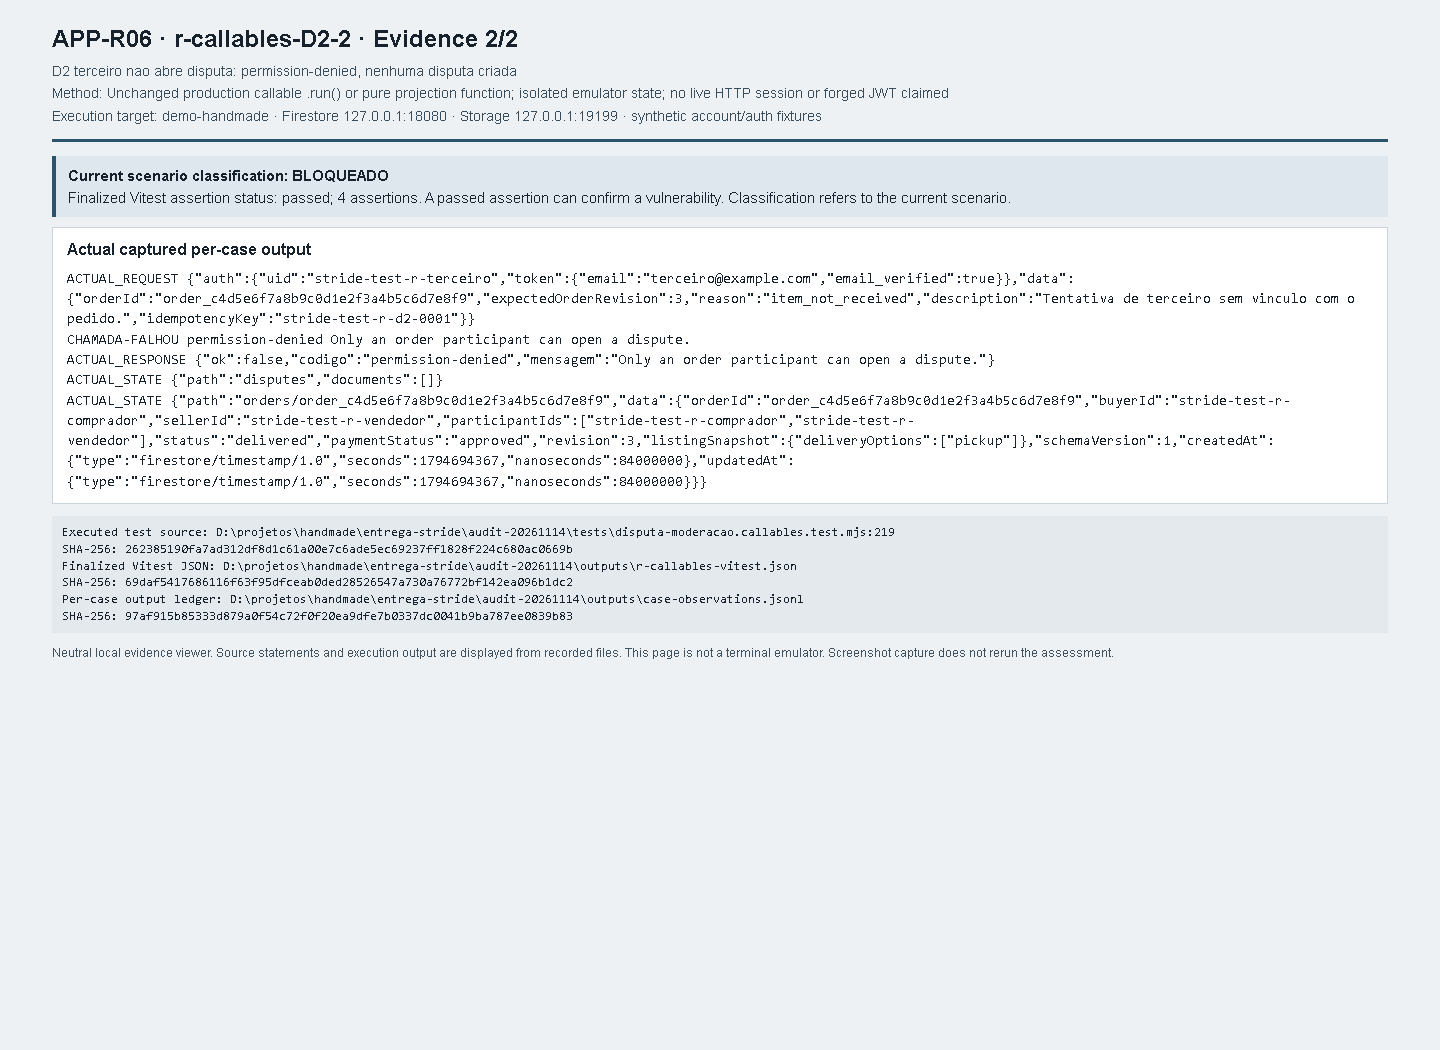 APP-R06 · r-callables-D2-2 · Evidence 2/2
D2 terceiro nao abre disputa: permission-denied, nenhuma disputa criada
Method: Unchanged production callable .run() or pure projection function; isolated emulator state; no live HTTP session or forged JWT claimed
Execution target: demo-handmade · Firestore 127.0.0.1:18080 · Storage 127.0.0.1:19199 · synthetic account/auth fixtures
Current scenario classification: BLOQUEADO
Finalized Vitest assertion status: passed; 4 assertions. A passed assertion can confirm a vulnerability. Classification refers to the current scenario.
Actual captured per-case output
ACTUAL_REQUEST {"auth":{"uid":"stride-test-r-terceiro","token":{"email":"terceiro@example.com","email_verified":true}},"data":
{"orderId":"order_c4d5e6f7a8b9c0d1e2f3a4b5c6d7e8f9","expectedOrderRevision":3,"reason":"item_not_received","description":"Tentativa de terceiro sem vinculo com o
pedido.","idempotencyKey":"stride-test-r-d2-0001"}}
CHAMADA-FALHOU permission-denied Only an order participant can open a dispute.
ACTUAL_RESPONSE {"ok":false,"codigo":"permission-denied","mensagem":"Only an order participant can open a dispute."}
ACTUAL_STATE {"path":"disputes","documents":[]}
ACTUAL_STATE {"path":"orders/order_c4d5e6f7a8b9c0d1e2f3a4b5c6d7e8f9","data":{"orderId":"order_c4d5e6f7a8b9c0d1e2f3a4b5c6d7e8f9","buyerId":"stride-test-r-
comprador","sellerId":"stride-test-r-vendedor","participantIds":["stride-test-r-comprador","stride-test-r-
vendedor"],"status":"delivered","paymentStatus":"approved","revision":3,"listingSnapshot":{"deliveryOptions":["pickup"]},"schemaVersion":1,"createdAt":
{"type":"firestore/timestamp/1.0","seconds":1794694367,"nanoseconds":84000000},"updatedAt":
{"type":"firestore/timestamp/1.0","seconds":1794694367,"nanoseconds":84000000}}}
Executed test source: D:\projetos\handmade\entrega-stride\audit-20261114\tests\disputa-moderacao.callables.test.mjs:219
SHA-256: 262385190fa7ad312df8d1c61a00e7c6ade5ec69237ff1828f224c680ac0669b
Finalized Vitest JSON: D:\projetos\handmade\entrega-stride\audit-20261114\outputs\r-callables-vitest.json
SHA-256: 69daf5417686116f63f95dfceab0ded28526547a730a76772bf142ea096b1dc2
Per-case output ledger: D:\projetos\handmade\entrega-stride\audit-20261114\outputs\case-observations.jsonl
SHA-256: 97af915b85333d879a0f54c72f0f20ea9dfe7b0337dc0041b9ba787ee0839b83
Neutral local evidence viewer. Source statements and execution output are displayed from recorded files. This page is not a terminal emulator. Screenshot capture does not rerun the assessment.